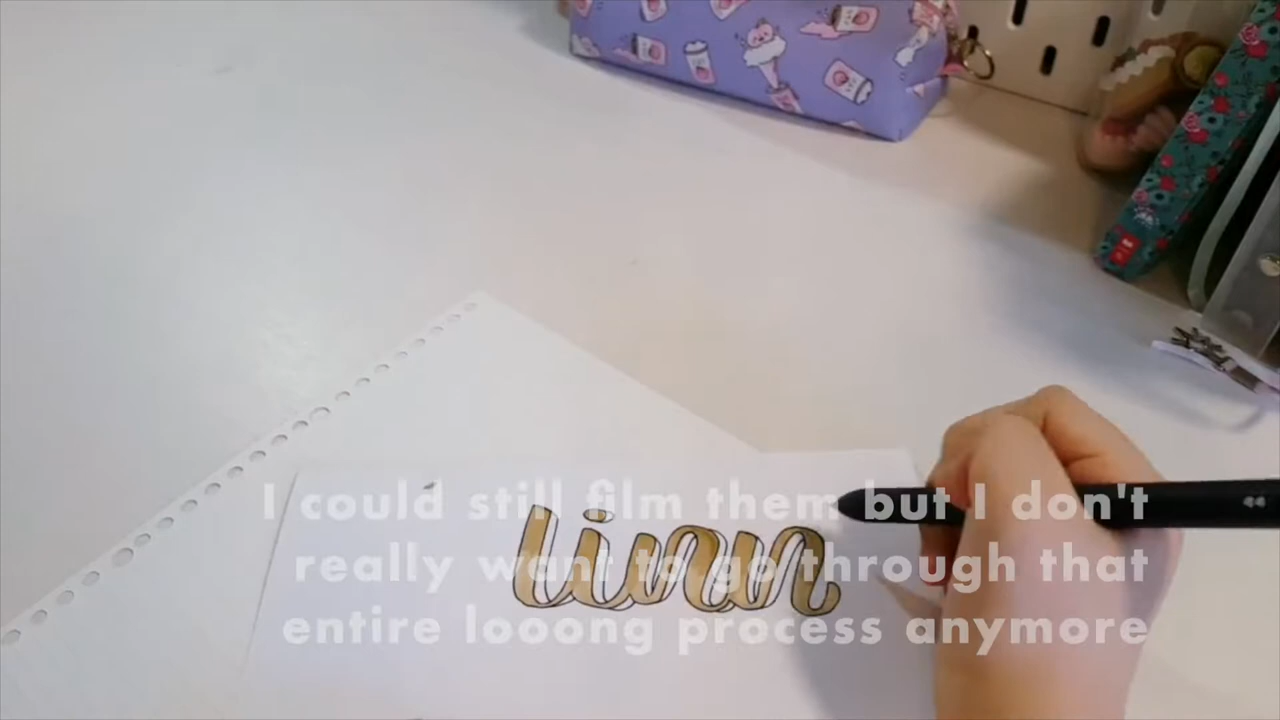 I could still film them but I don't
really want to go through that
entire looong process anymore
linn